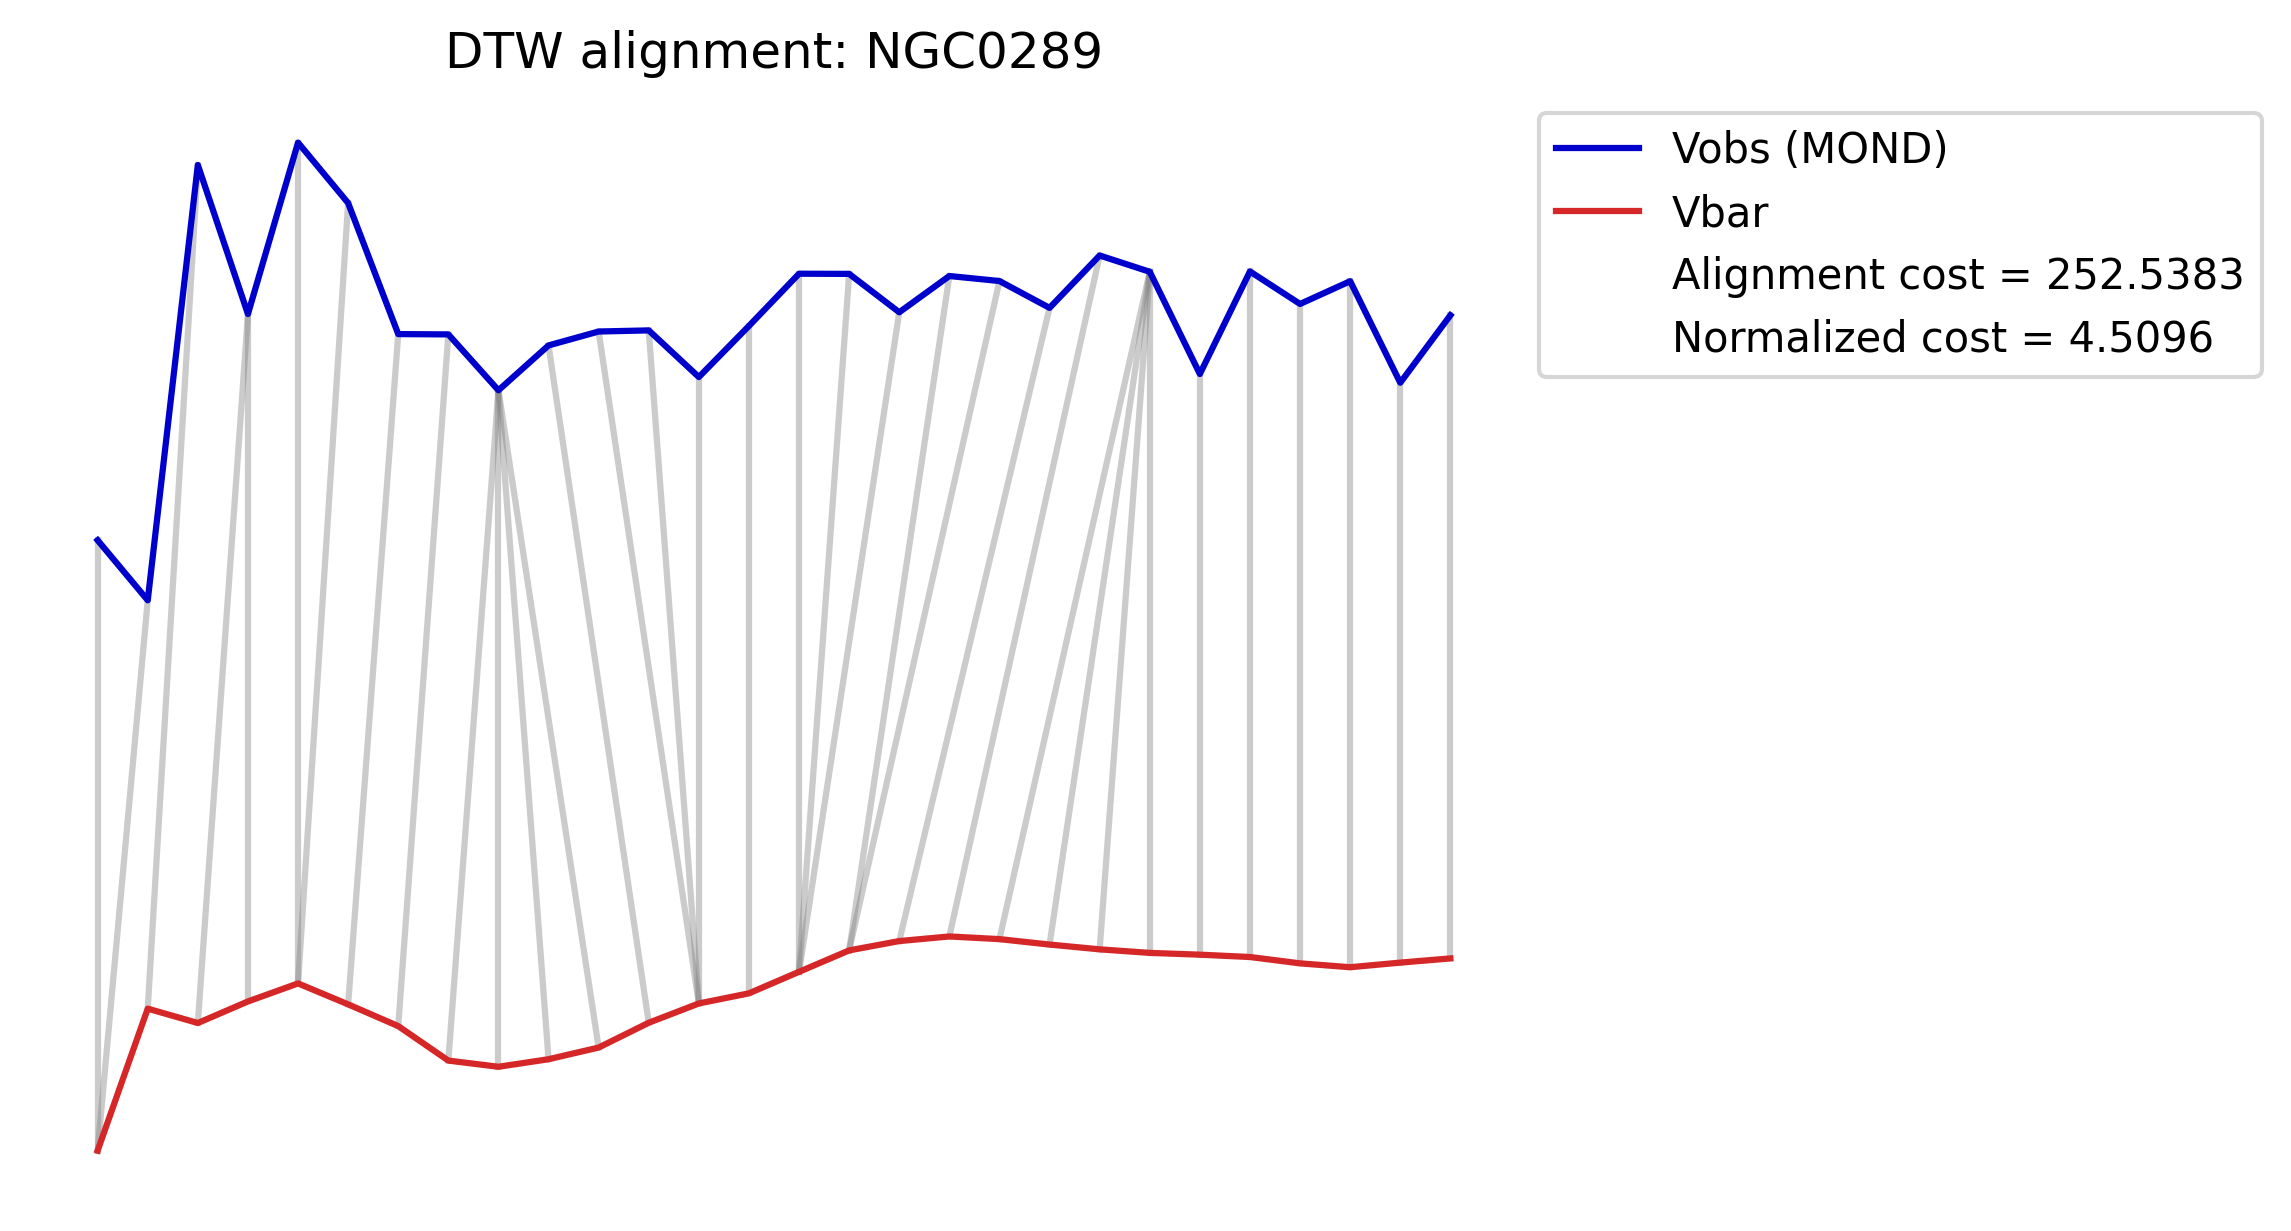 DTW alignment: NGC0289
Vobs (MOND)
Vbar
Alignment cost = 252.5383
Normalized cost = 4.5096